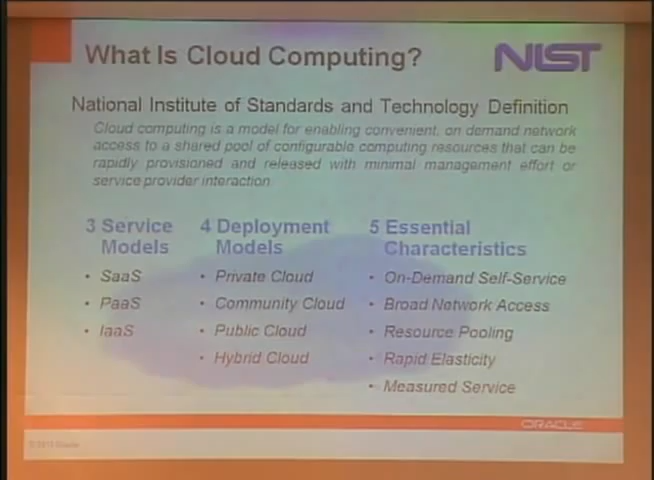 What Is Cloud Computing?
NIST
National Institute of Standards and Technology Definition
Cloud computing is a model for enabling convenient, on demand network
access to a shared pool of configurable computing resources that can be
rapidly provisioned and released with minimal management effort or
service provider interaction
3 Service
Models
• SaaS
• PaaS
• IaaS
4 Deployment
Models
• Private Cloud
• Community Cloud
• Public Cloud
• Hybrid Cloud
5 Essential
Characteristics
• On-Demand Self-Service
• Broad Network Access
• Resource Pooling
• Rapid Elasticity
• Measured Service
ORACLE